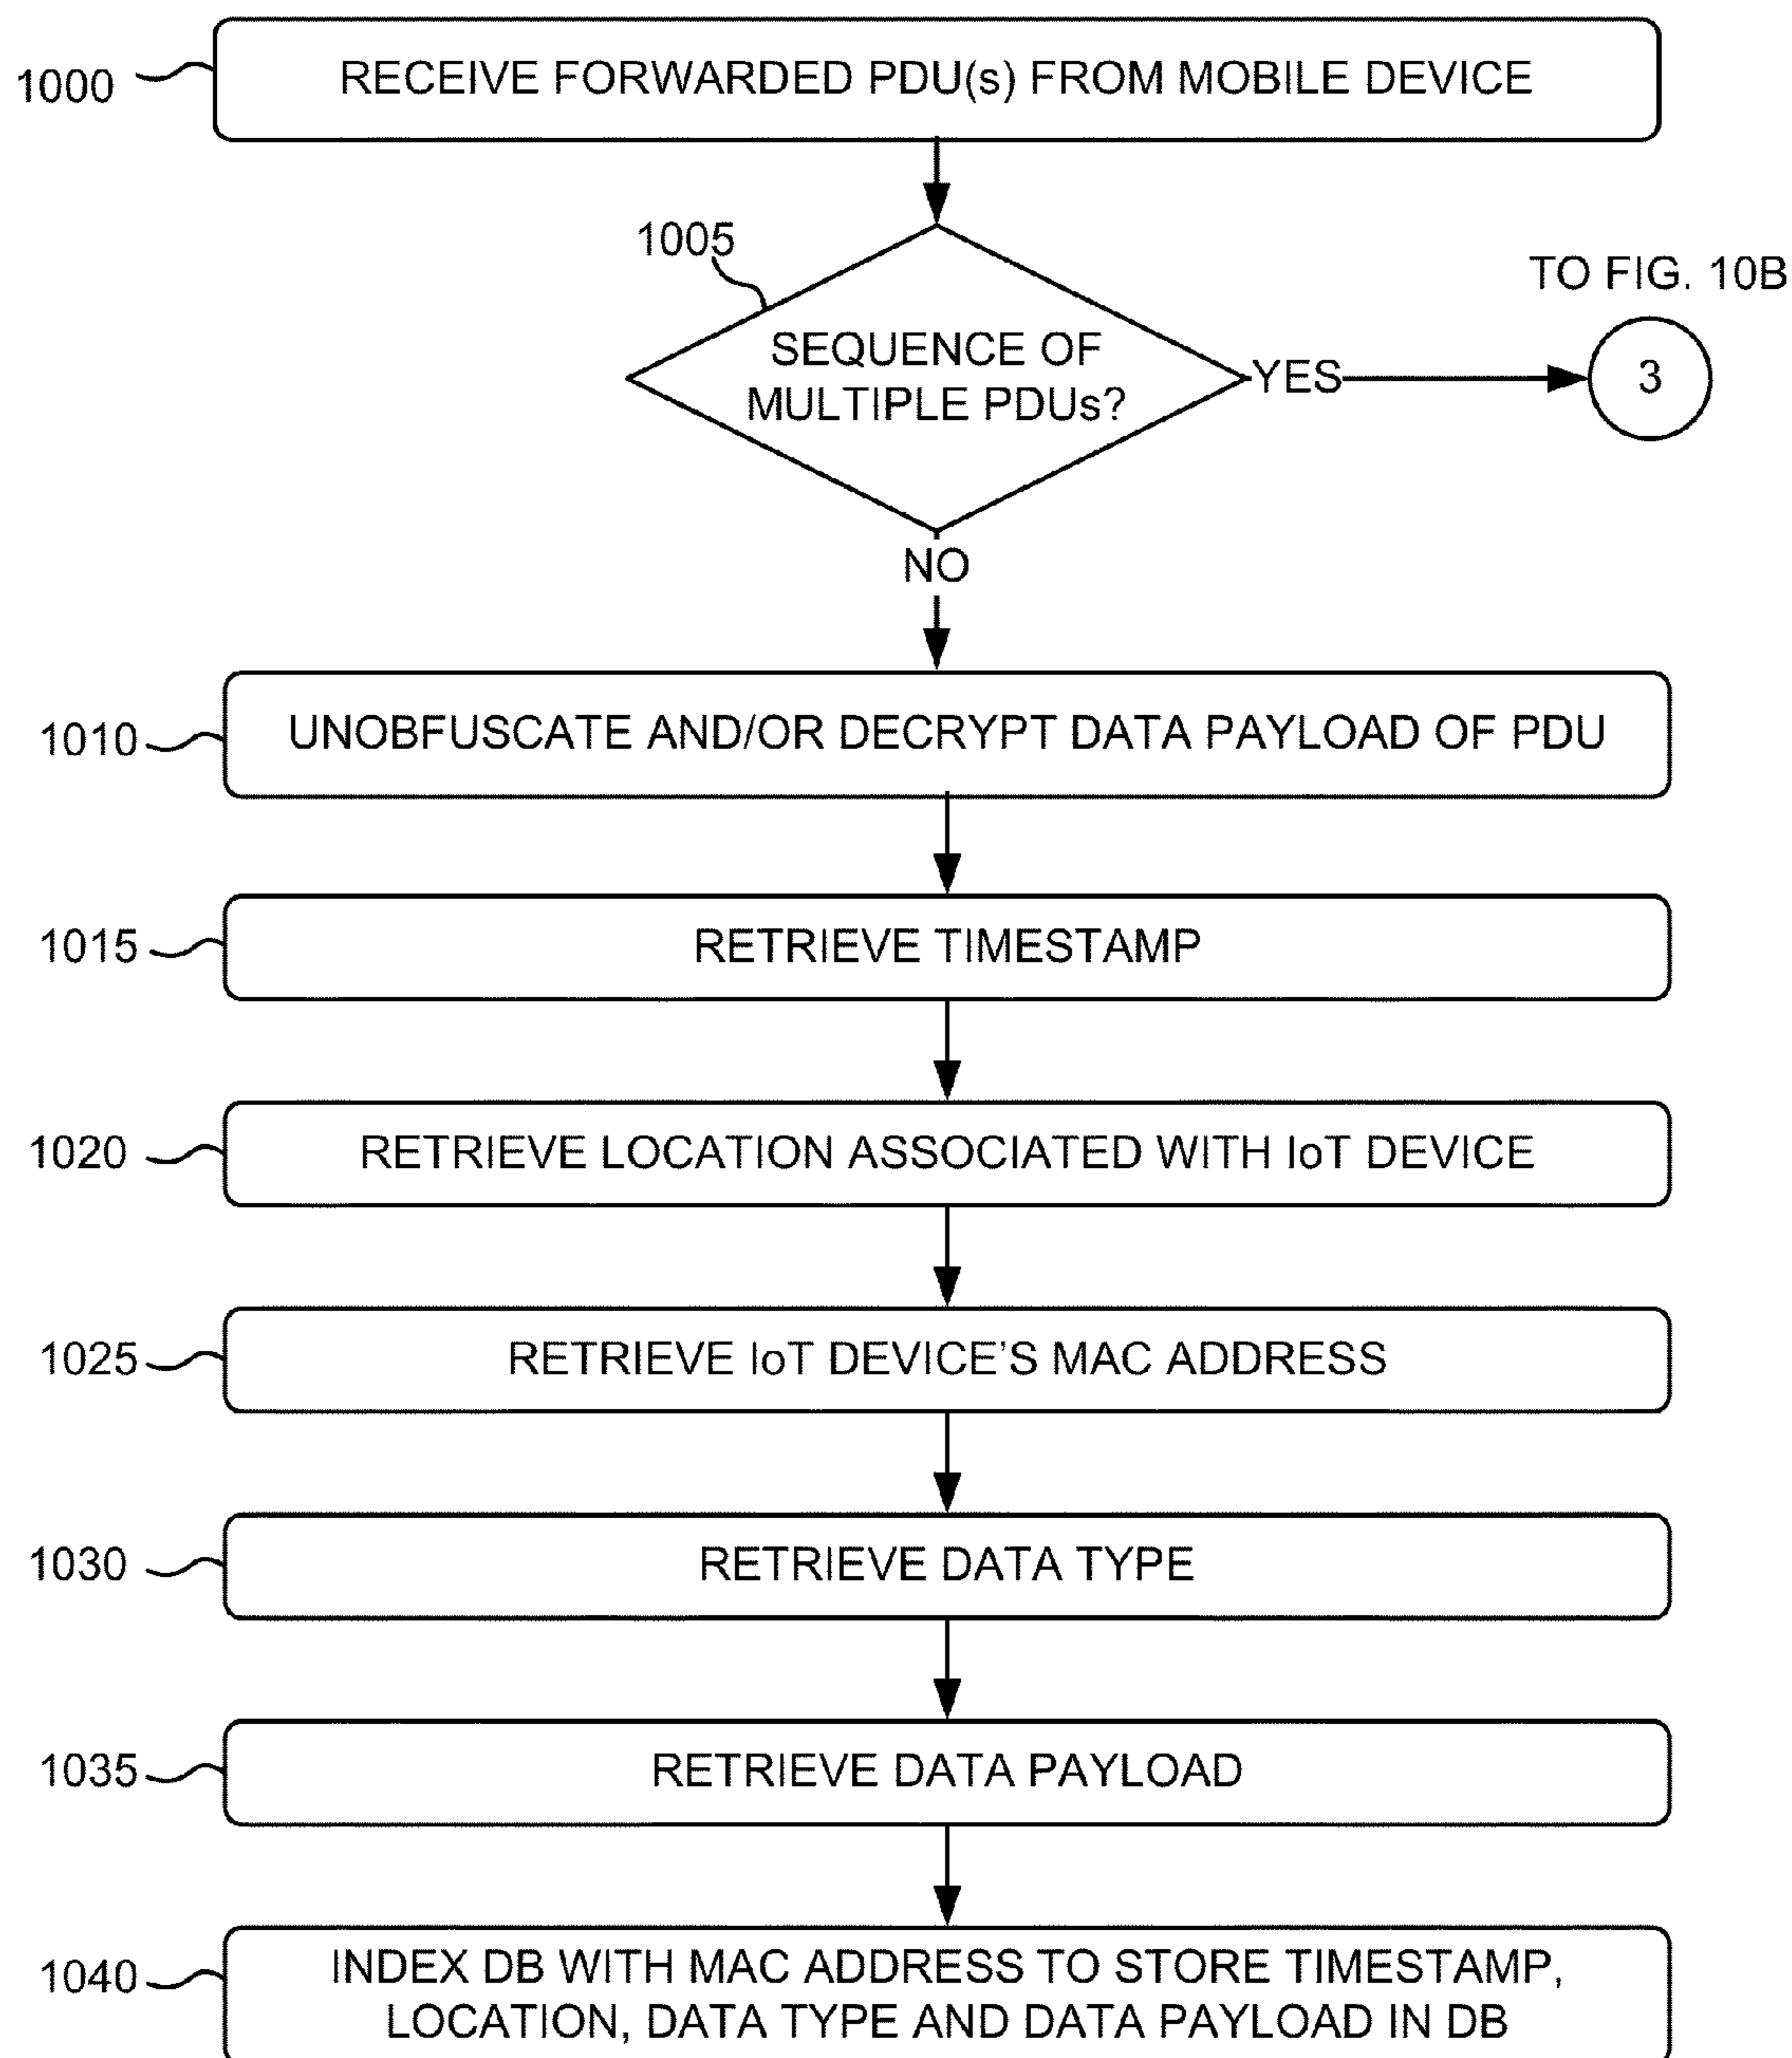 1000
RECEIVE FORWARDED PDU(s) FROM MOBILE DEVICE
1005
TO FIG. 10B
SEQUENCE OF
MULTIPLE PDUs?
YES
3
NO
1010
UNOBFUSCATE AND/OR DECRYPT DATA PAYLOAD OF PDU
1015
RETRIEVE TIMESTAMP
1020
RETRIEVE LOCATION ASSOCIATED WITH IoT DEVICE
1025
RETRIEVE IoT DEVICE'S MAC ADDRESS
1030
RETRIEVE DATA TYPE
1035
RETRIEVE DATA PAYLOAD
1040
INDEX DB WITH MAC ADDRESS TO STORE TIMESTAMP,
LOCATION, DATA TYPE AND DATA PAYLOAD IN DB